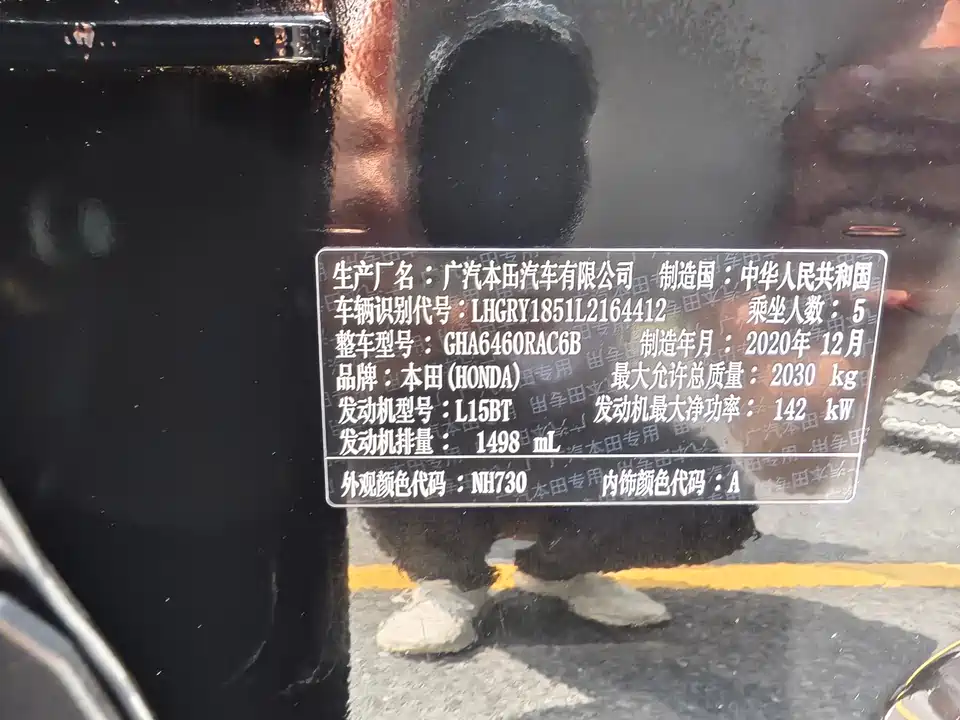 生产厂名：广汽本田汽车有限公司 制造国：中华人民共和国
车辆识别代号：LHGRY1851L2164412 乘坐人数：5
整车型号：GHA6460RAC6B 制造年月：2020年12月
品牌：本田(HONDA) 最大允许总质量：2030 kg
发动机型号：L15BT 发动机最大净功率：142 kW
发动机排量：1498 mL
外观颜色代码：NH730 内饰颜色代码：A